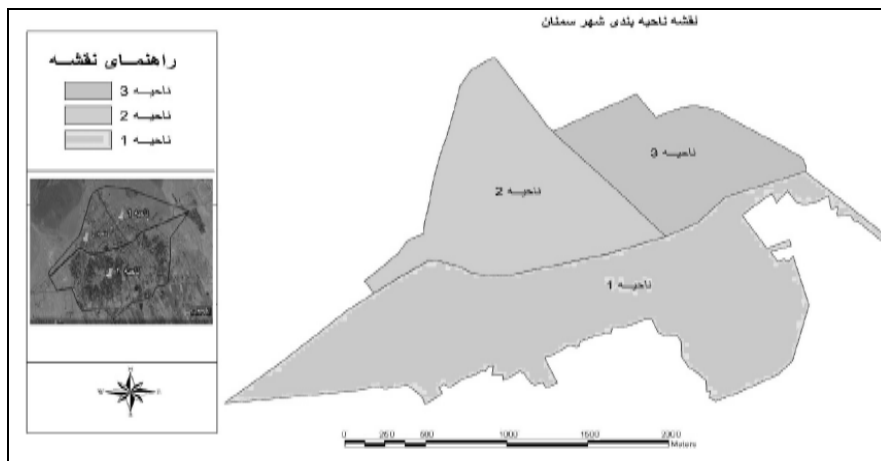 نقشه ناحیه بندی شهر سمنان
راهنمای نقشه
ناحیه 3
ناحیه 2
ناحیه 1
ناحیه 3
ناحیه 2
ناحیه 1
0 250 500 1000 1500 2000
Meters